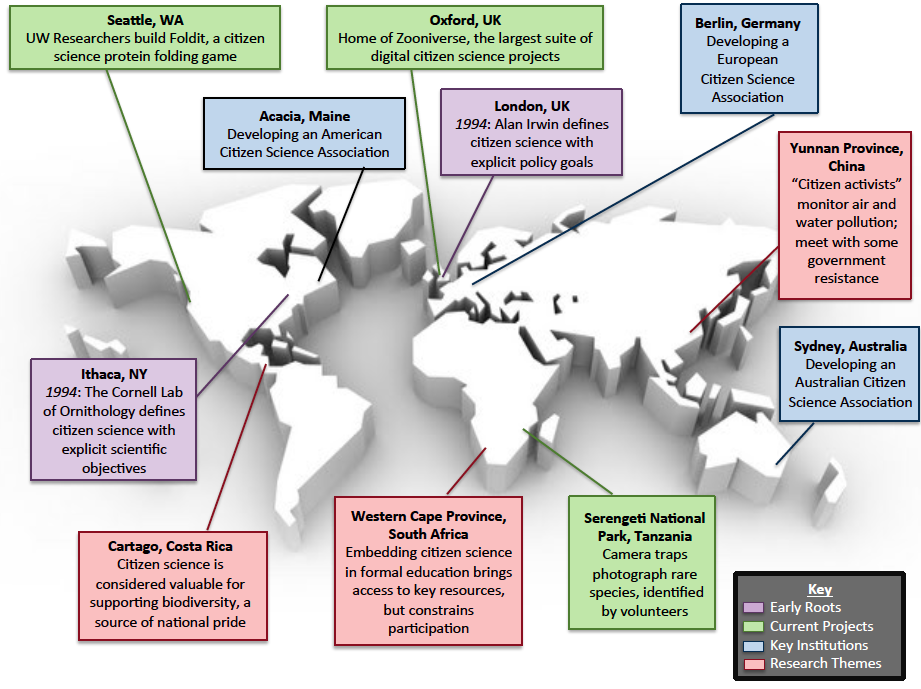 Seattle, WA
UW Researchers build Foldit, a citizen
science protein folding game
Oxford, UK
Home of Zooniverse, the largest suite of
digital citizen science projects
Berlin, Germany
Developing a
European
Citizen Science
Association
Acacia, Maine
Developing an American
Citizen Science Association
London, UK
1994: Alan Irwin defines
citizen science with
explicit policy goals
Yunnan Province,
China
“Citizen activists”
monitor air and
water pollution;
meet with some
government
resistance
Ithaca, NY
1994: The Cornell Lab
of Ornithology defines
citizen science with
explicit scientific
objectives
Sydney, Australia
Developing an
Australian Citizen
Science Association
Cartago, Costa Rica
Citizen science is
considered valuable for
supporting biodiversity, a
source of national pride
Western Cape Province,
South Africa
Embedding citizen science
in formal education brings
access to key resources,
but constrains
participation
Serengeti National
Park, Tanzania
Camera traps
photograph rare
species, identified
by volunteers
Key
Early Roots
Current Projects
Key Institutions
Research Themes